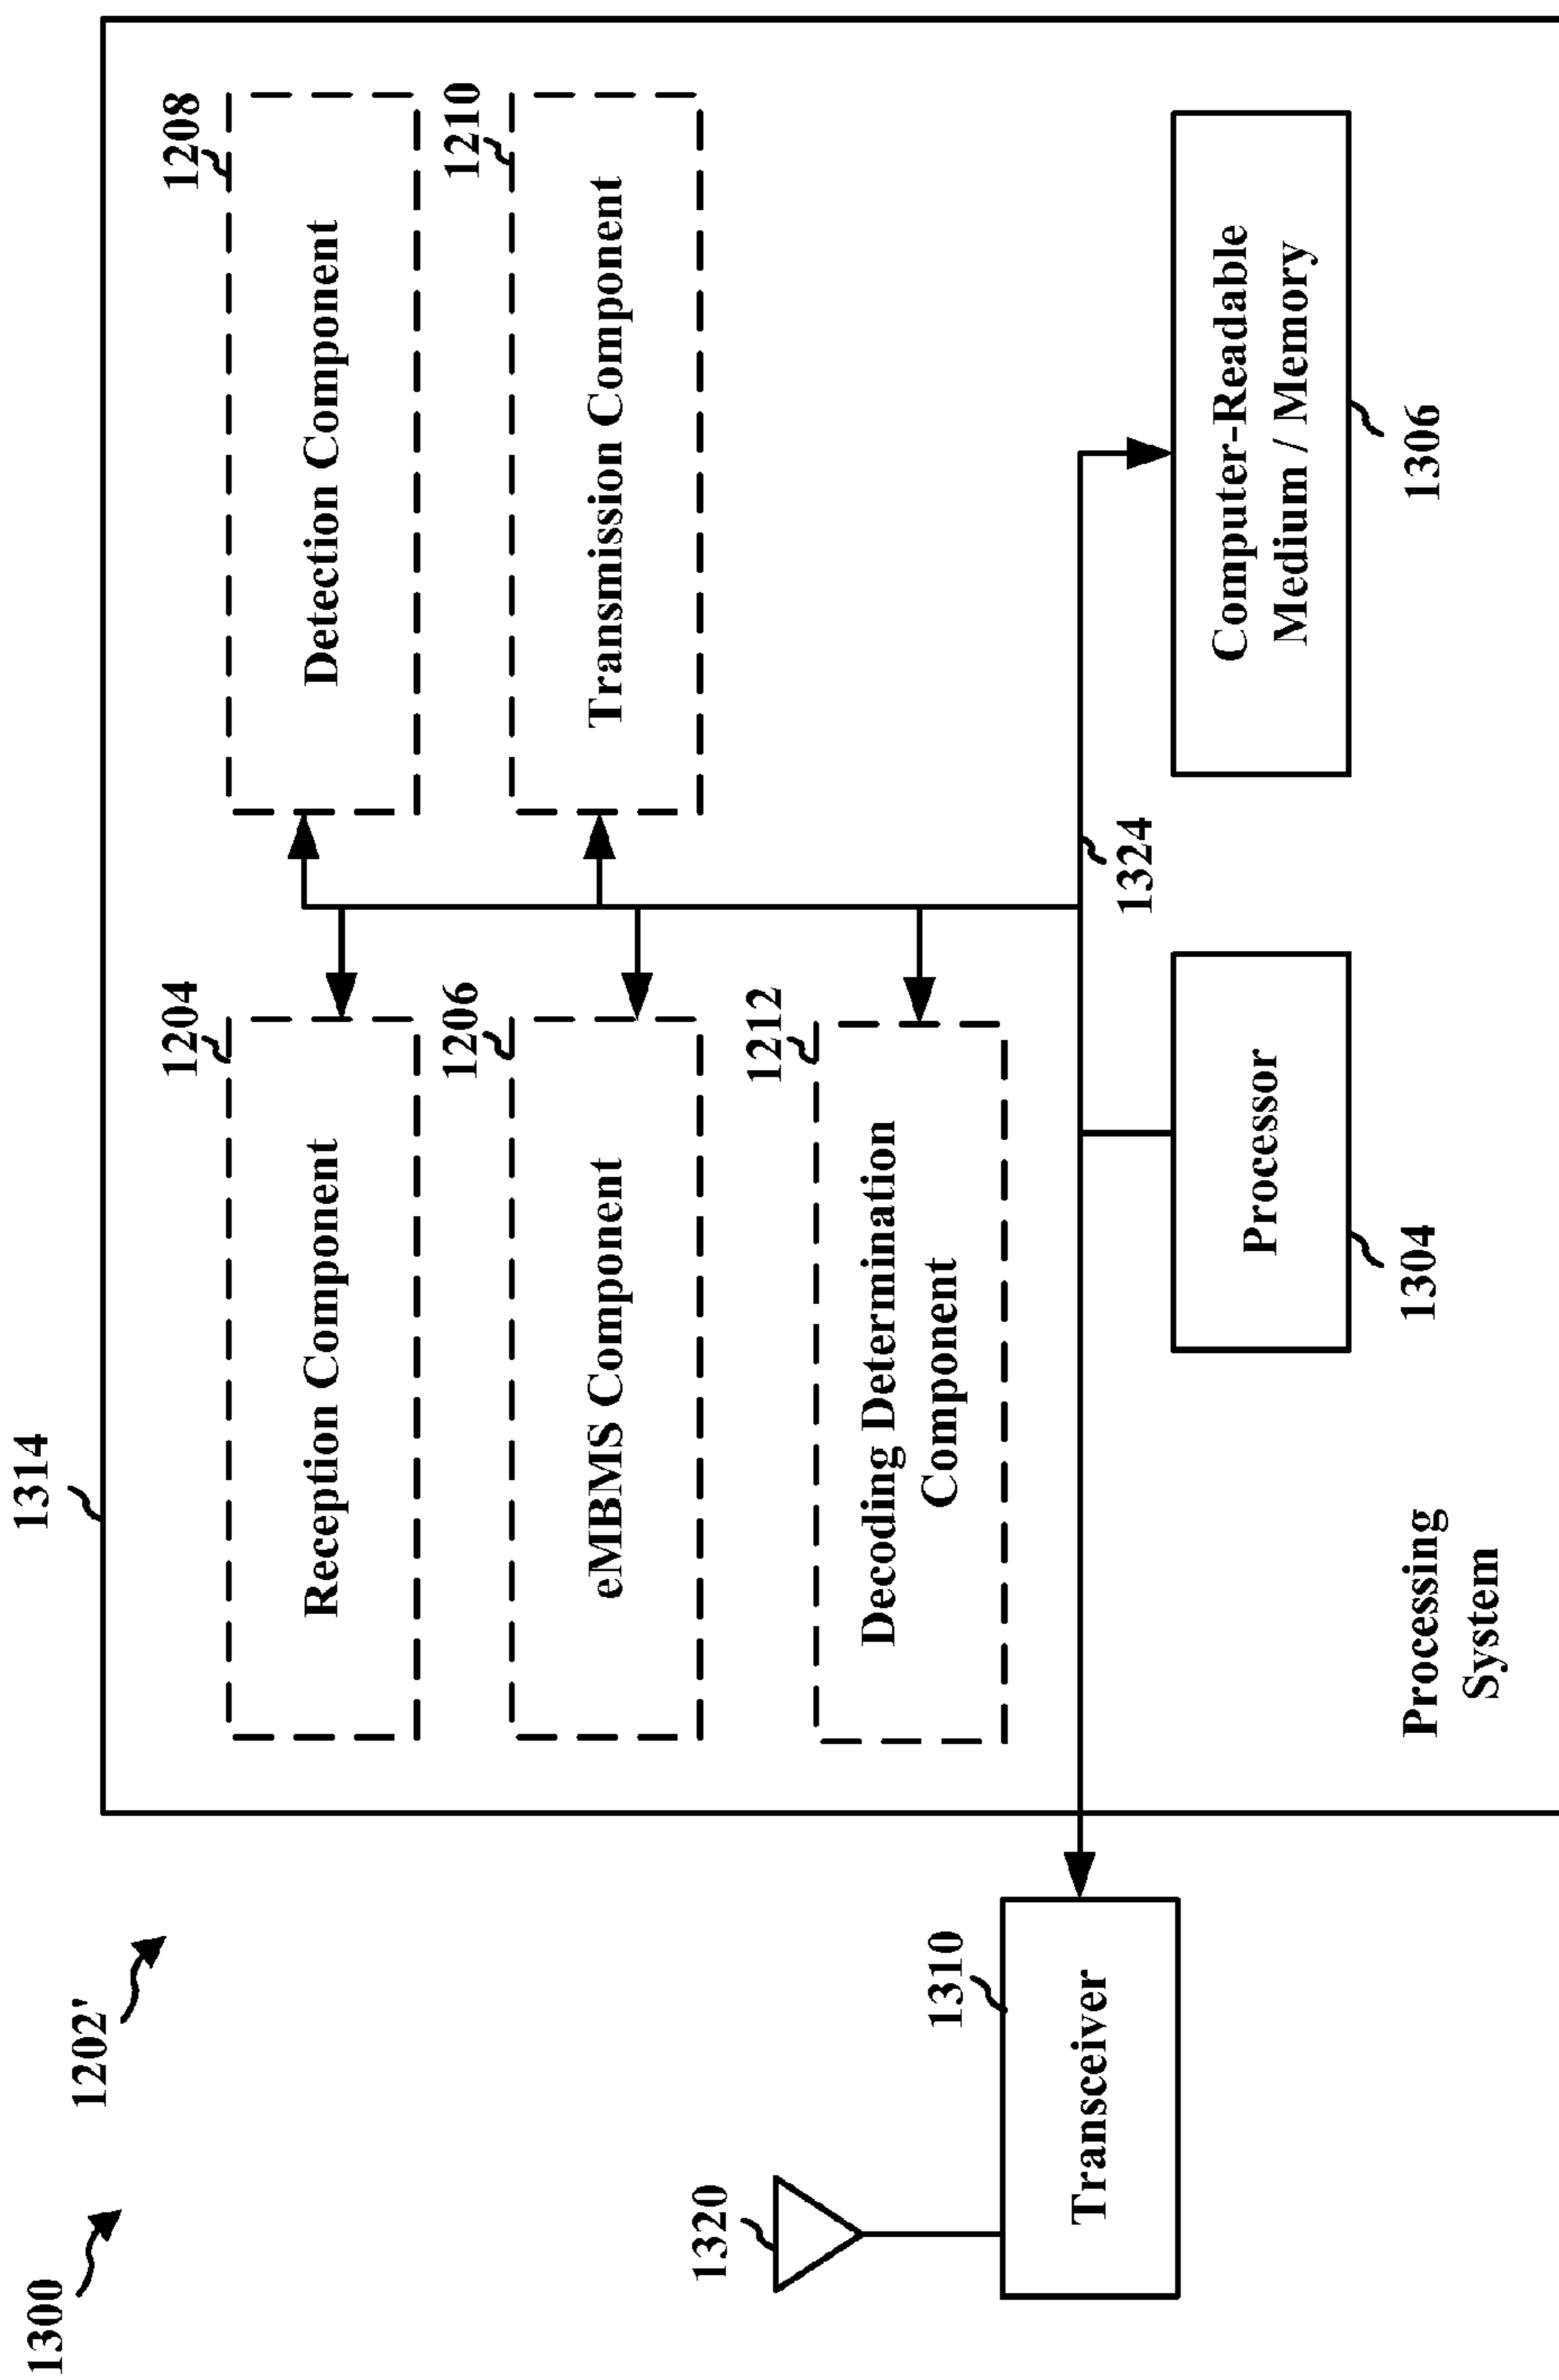 1300
1202'
1314
1204
Reception Component
1208
Detection Component
1206
eMBMS Component
1210
Transmission Component
1212
Decoding Determination
Component
1320
1310
Transceiver
1324
Processor
1304
Computer-Readable
Medium / Memory
1306
Processing
System